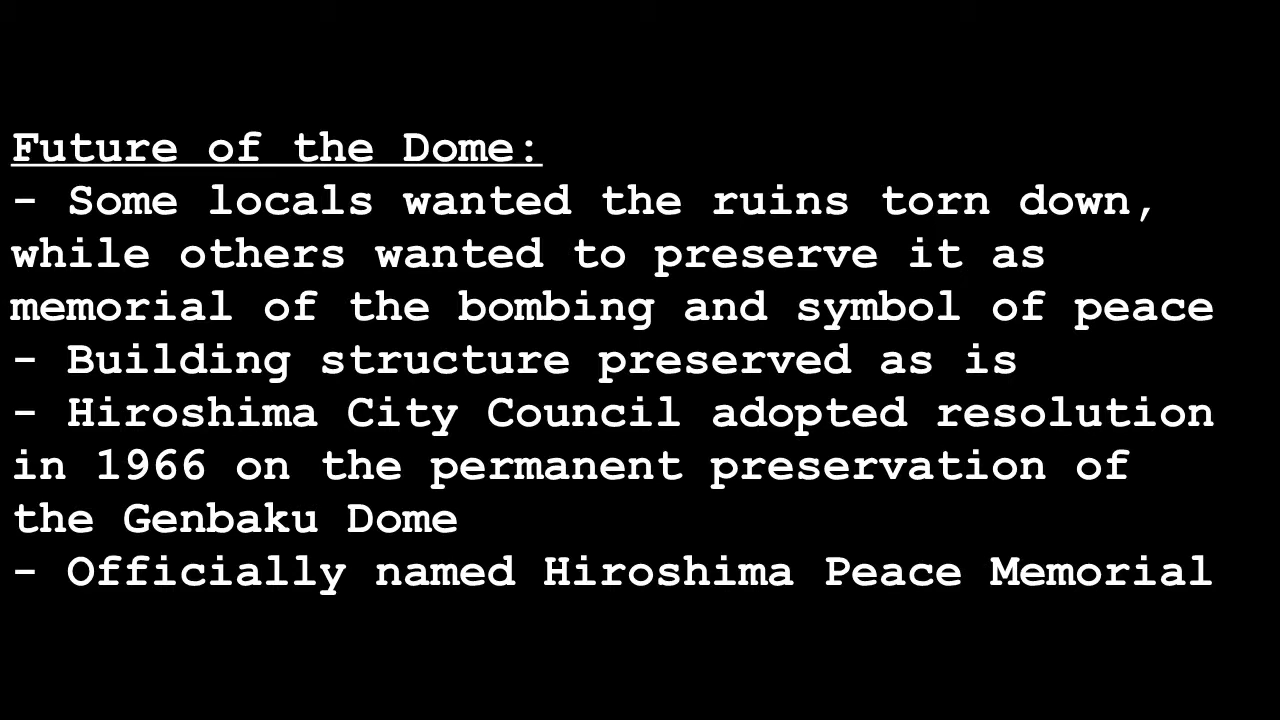 Future of the Dome:
- Some locals wanted the ruins torn down,
while others wanted to preserve it as
memorial of the bombing and symbol of peace
- Building structure preserved as is
- Hiroshima City Council adopted resolution
in 1966 on the permanent preservation of
the Genbaku Dome
- Officially named Hiroshima Peace Memorial